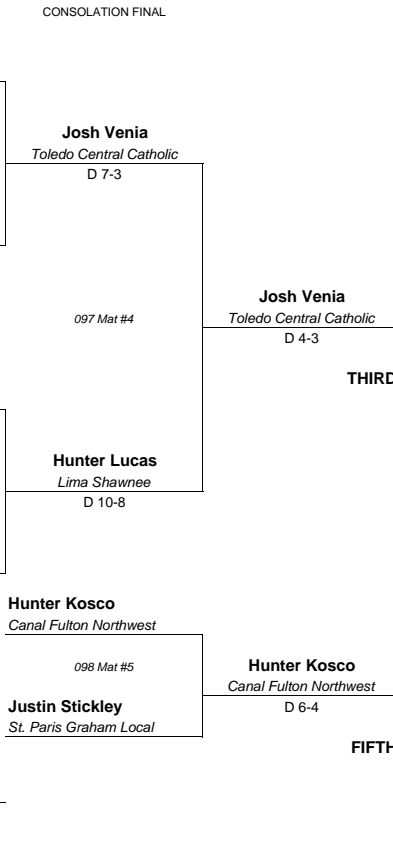 CONSOLATION FINAL
Josh Venia
Toledo Central Catholic
D 7-3
097 Mat #4
Josh Venia
Toledo Central Catholic
D 4-3
THIRD
Hunter Lucas
Lima Shawnee
D 10-8
Hunter Kosco
Canal Fulton Northwest
098 Mat #5
Hunter Kosco
Canal Fulton Northwest
D 6-4
Justin Stickley
St. Paris Graham Local
FIFTH